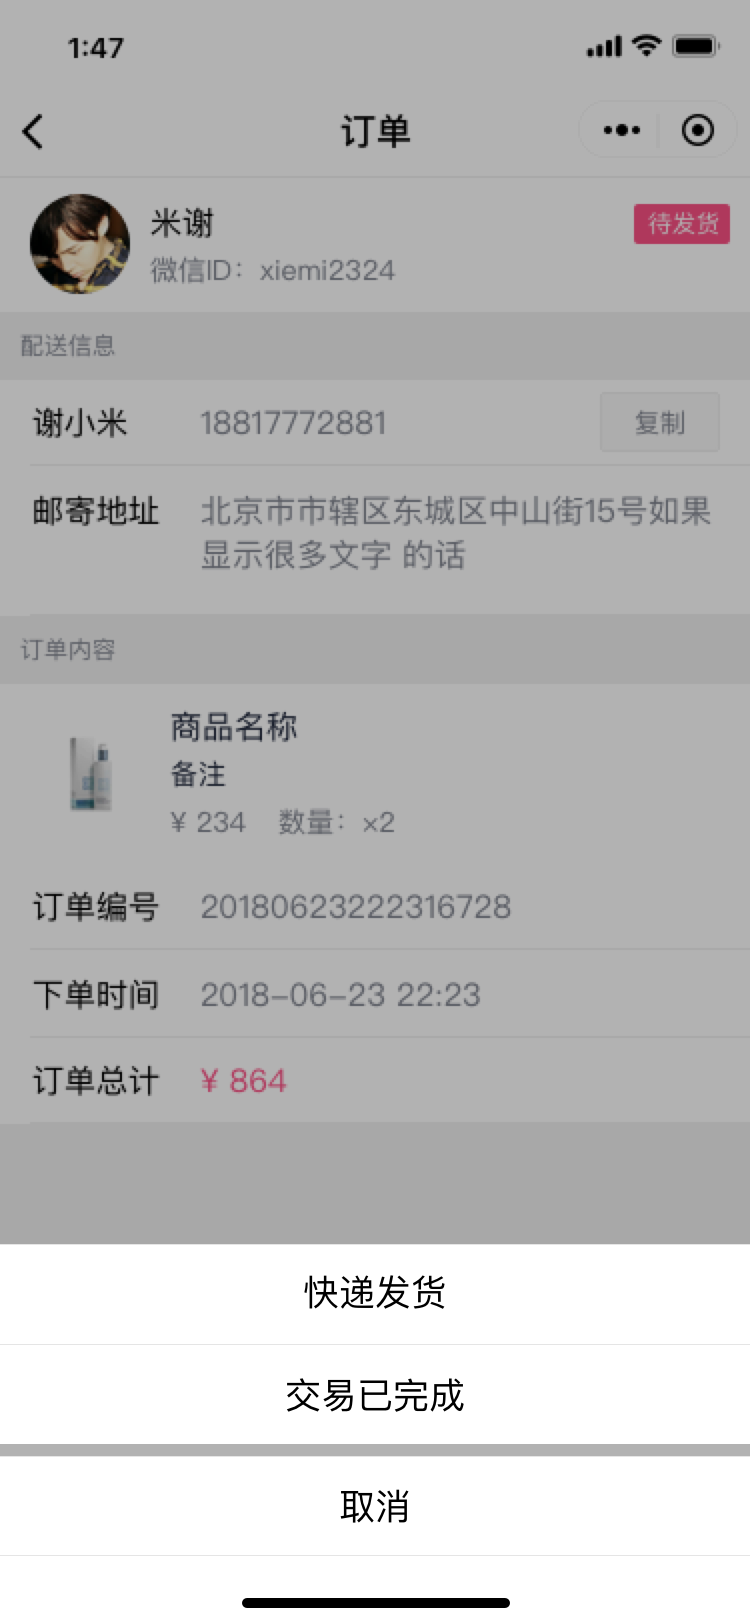 1:47
订单
米谢
待发货
微信ID：xiemi2324
配送信息
谢小米 18817772881 复制
邮寄地址 北京市市辖区东城区中山街15号如果
显示很多文字 的话
订单内容
商品名称
备注
¥ 234 数量：×2
订单编号 20180623222316728
下单时间 2018–06–23 22:23
订单总计 ¥ 864
快递发货
交易已完成
取消